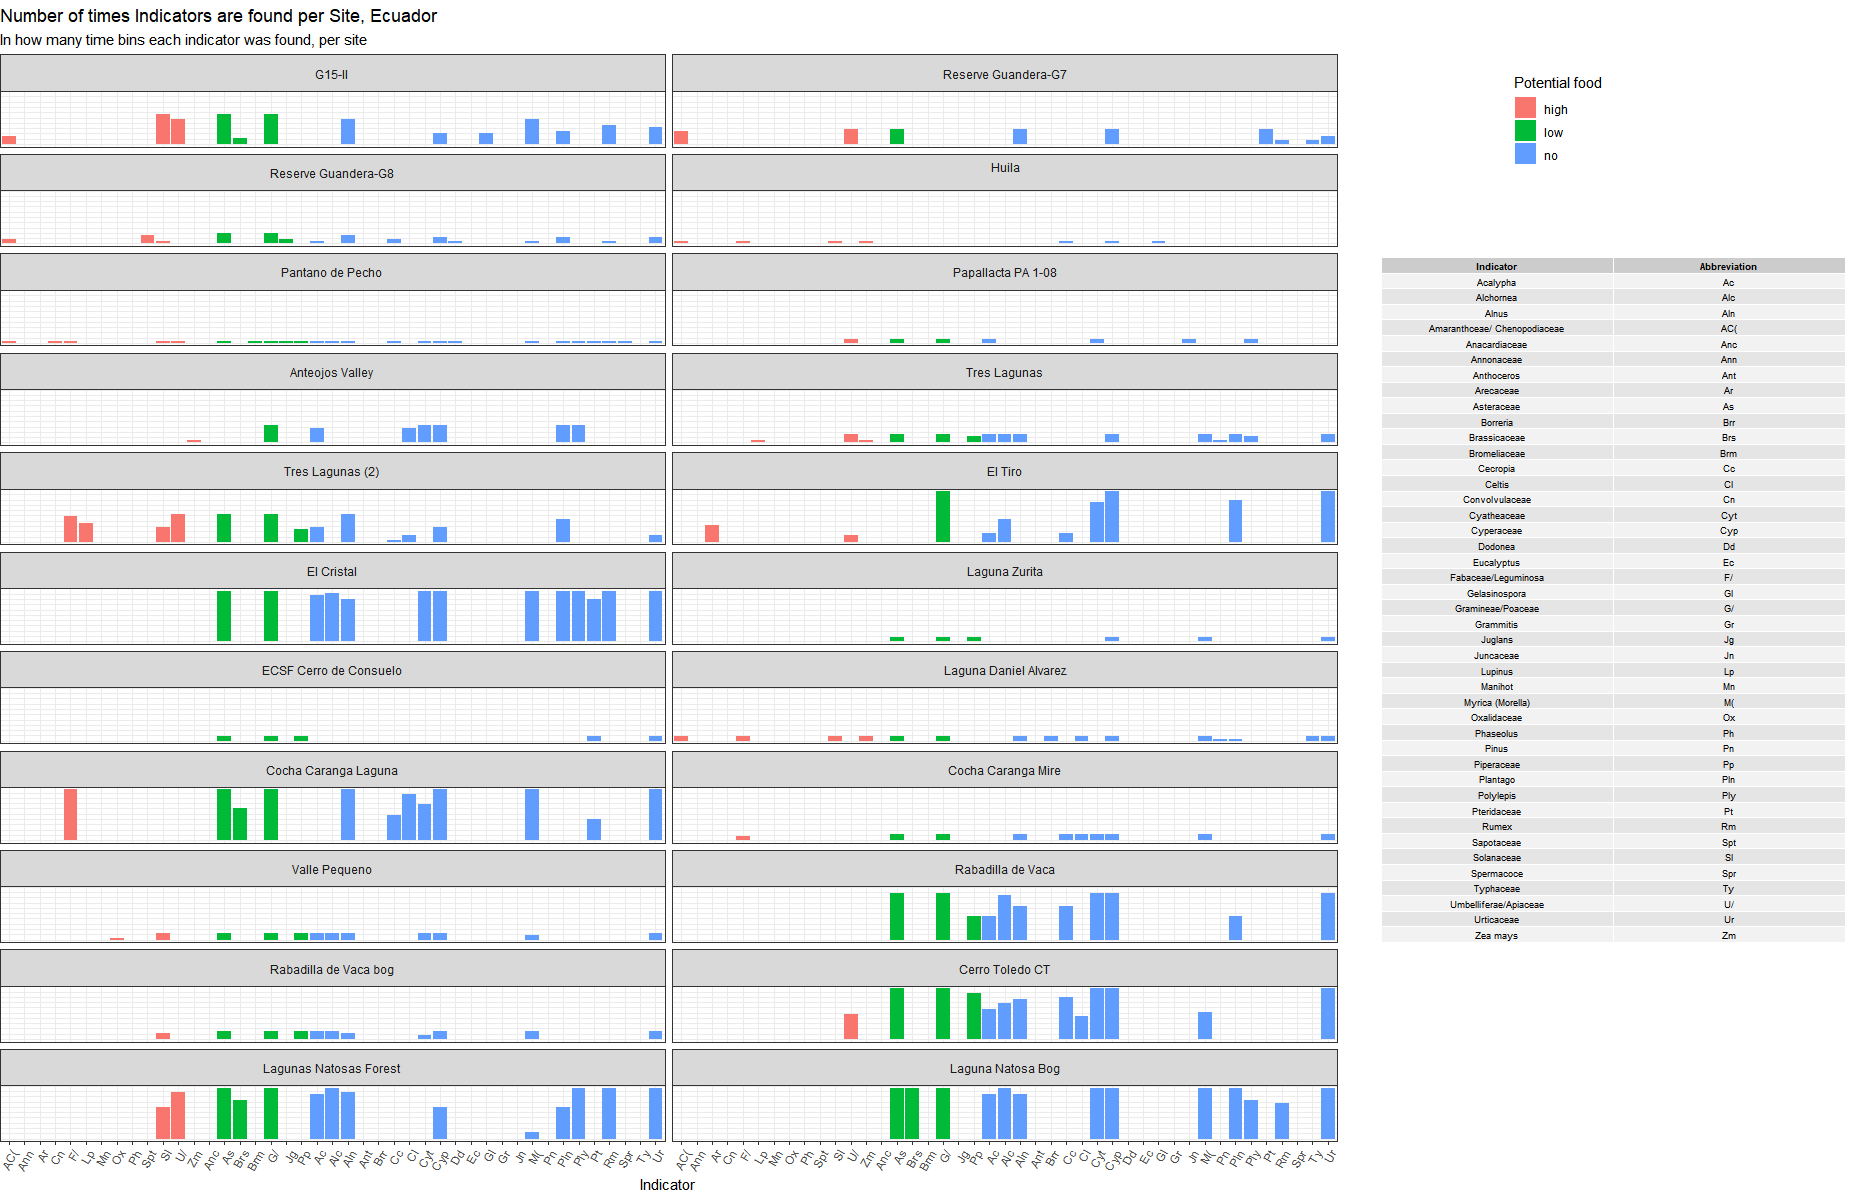 Number of times Indicators are found per Site, Ecuador
In how many time bins each indicator was found, per site
G15-II
Reserve Guandera-G7
Reserve Guandera-G8
Huila
Pantano de Pecho
Papallacta PA 1-08
Anteojos Valley
Tres Lagunas
Tres Lagunas (2)
El Tiro
El Cristal
Laguna Zurita
ECSF Cerro de Consuelo
Laguna Daniel Alvarez
Cocha Caranga Laguna
Cocha Caranga Mire
Valle Pequeno
Rabadilla de Vaca
Rabadilla de Vaca bog
Cerro Toledo CT
Lagunas Natosas Forest
Laguna Natosa Bog
AC( Ann Ar Cn F/ Lp Mn Ox Ph Spt Sl U/ Zm Anc As Brs Brm G/ Jg Pp Ac Alc Aln Ant Brr Cc Cl Cyt Cyp Dd Ec Gl Gr Jn M( Pn Pln Ply Pt Rm Spr Ty Ur
AC( Ann Ar Cn F/ Lp Mn Ox Ph Spt Sl U/ Zm Anc As Brs Brm G/ Jg Pp Ac Alc Aln Ant Brr Cc Cl Cyt Cyp Dd Ec Gl Gr Jn M( Pn Pln Ply Pt Rm Spr Ty Ur
Indicator
Potential food
high
low
no
Indicator Abbreviation
Acalypha Ac
Alchornea Alc
Alnus Aln
Amaranthceae/ Chenopodiaceae AC(
Anacardiaceae Anc
Annonaceae Ann
Anthoceros Ant
Arecaceae Ar
Asteraceae As
Borreria Brr
Brassicaceae Brs
Bromeliaceae Brm
Cecropia Cc
Celtis Cl
Convolvulaceae Cn
Cyatheaceae Cyt
Cyperaceae Cyp
Dodonea Dd
Eucalyptus Ec
Fabaceae/Leguminosa F/
Gelasinospora Gl
Gramineae/Poaceae G/
Grammitis Gr
Juglans Jg
Juncaceae Jn
Lupinus Lp
Manihot Mn
Myrica (Morella) M(
Oxalidaceae Ox
Phaseolus Ph
Pinus Pn
Piperaceae Pp
Plantago Pln
Polylepis Ply
Pteridaceae Pt
Rumex Rm
Sapotaceae Spt
Solanaceae Sl
Spermacoce Spr
Typhaceae Ty
Umbelliferae/Apiaceae U/
Urticaceae Ur
Zea mays Zm